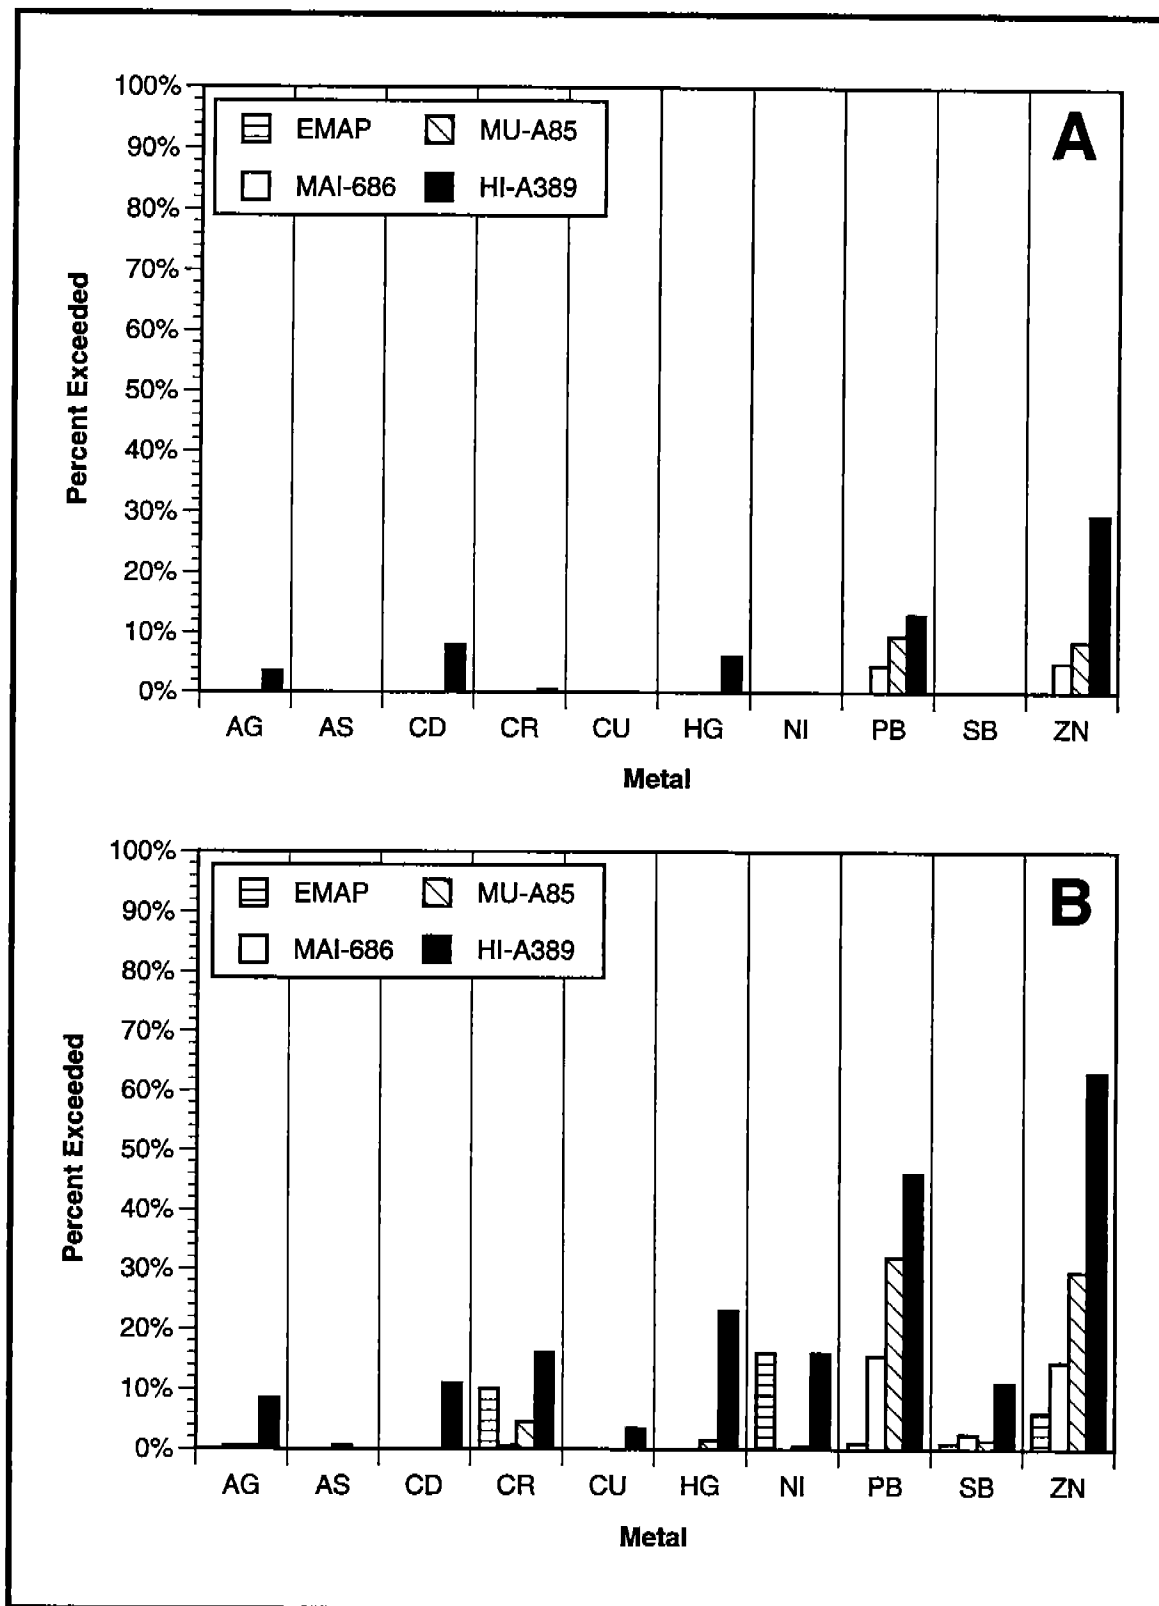 A
EMAP MU-A85
MAI-686 HI-A389
100%
90%
80%
70%
60%
50%
40%
30%
20%
10%
0%
Percent Exceeded
AG AS CD CR CU HG NI PB SB ZN
Metal
B
EMAP MU-A85
MAI-686 HI-A389
100%
90%
80%
70%
60%
50%
40%
30%
20%
10%
0%
Percent Exceeded
AG AS CD CR CU HG NI PB SB ZN
Metal